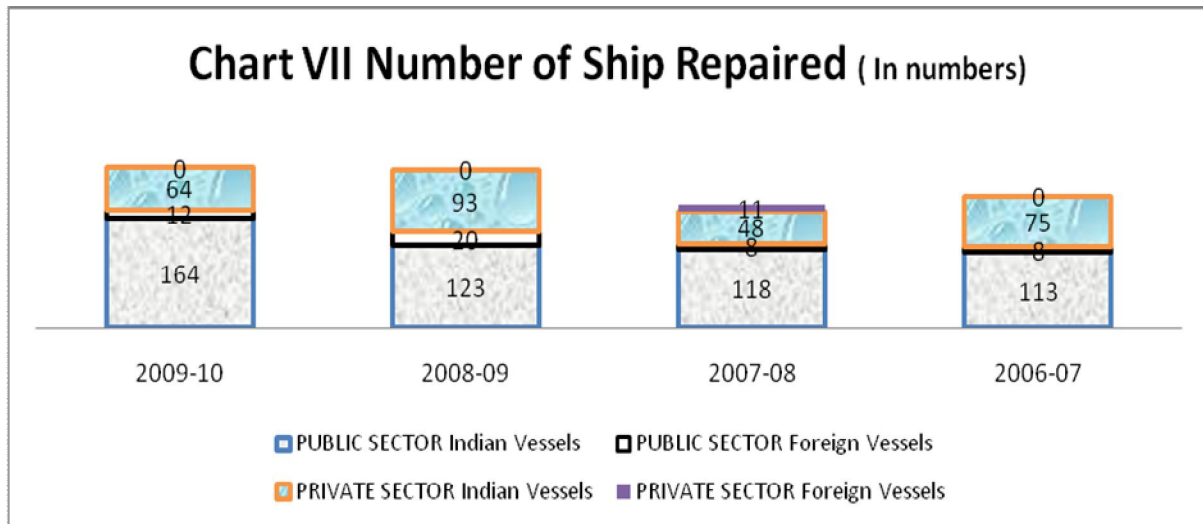 Chart VII Number of Ship Repaired ( In numbers)
0 0 11 0
64 93 48 75
12 20 8 8
164 123 118 113
2009-10 2008-09 2007-08 2006-07
PUBLIC SECTOR Indian Vessels PUBLIC SECTOR Foreign Vessels
PRIVATE SECTOR Indian Vessels PRIVATE SECTOR Foreign Vessels